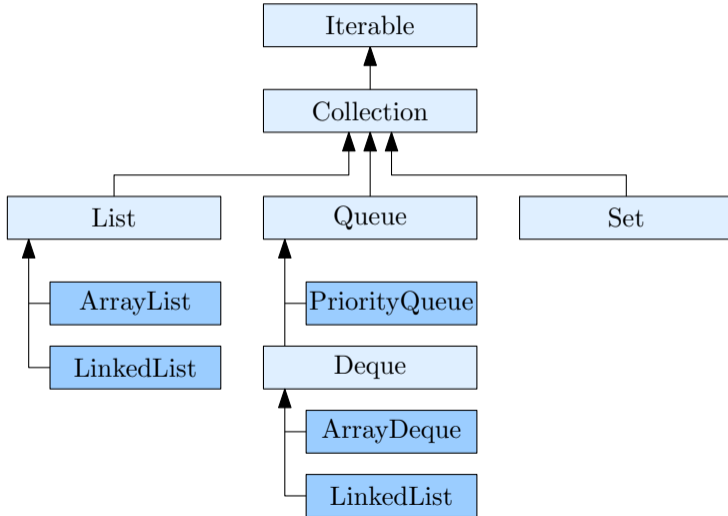 Iterable
Collection
List
Queue
Set
ArrayList
PriorityQueue
LinkedList
Deque
ArrayDeque
LinkedList